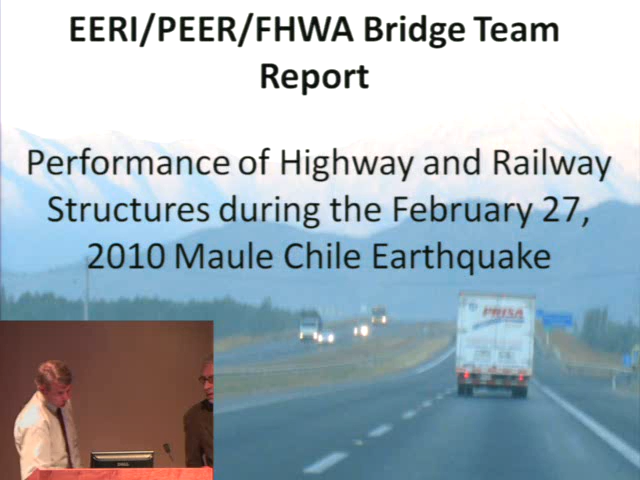 EERI/PEER/FHWA Bridge Team
Report
Performance of Highway and Railway
Structures during the February 27,
2010 Maule Chile Earthquake
PRISA
DELL